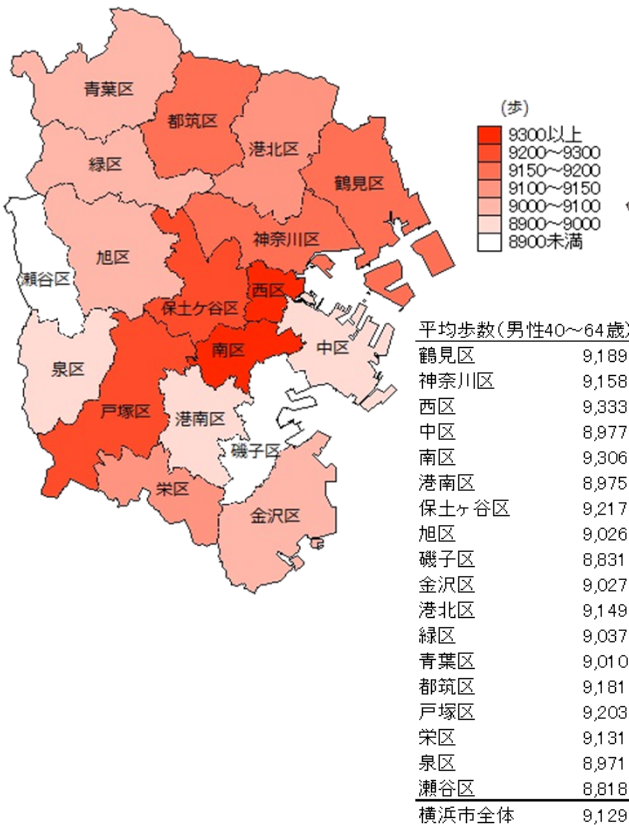 青葉区
都筑区
港北区
緑区
鶴見区
神奈川区
旭区
瀬谷区
西区
保土ケ谷区
南区
中区
泉区
戸塚区
港南区
磯子区
栄区
金沢区
(歩)
9300以上
9200～9300
9150～9200
9100～9150
9000～9100
8900～9000
8900未満
平均歩数(男性40～64歳)
鶴見区 9,189
神奈川区 9,158
西区 9,333
中区 8,977
南区 9,306
港南区 8,975
保土ヶ谷区 9,217
旭区 9,026
磯子区 8,831
金沢区 9,027
港北区 9,149
緑区 9,037
青葉区 9,010
都筑区 9,181
戸塚区 9,203
栄区 9,131
泉区 8,971
瀬谷区 8,818
横浜市全体 9,129